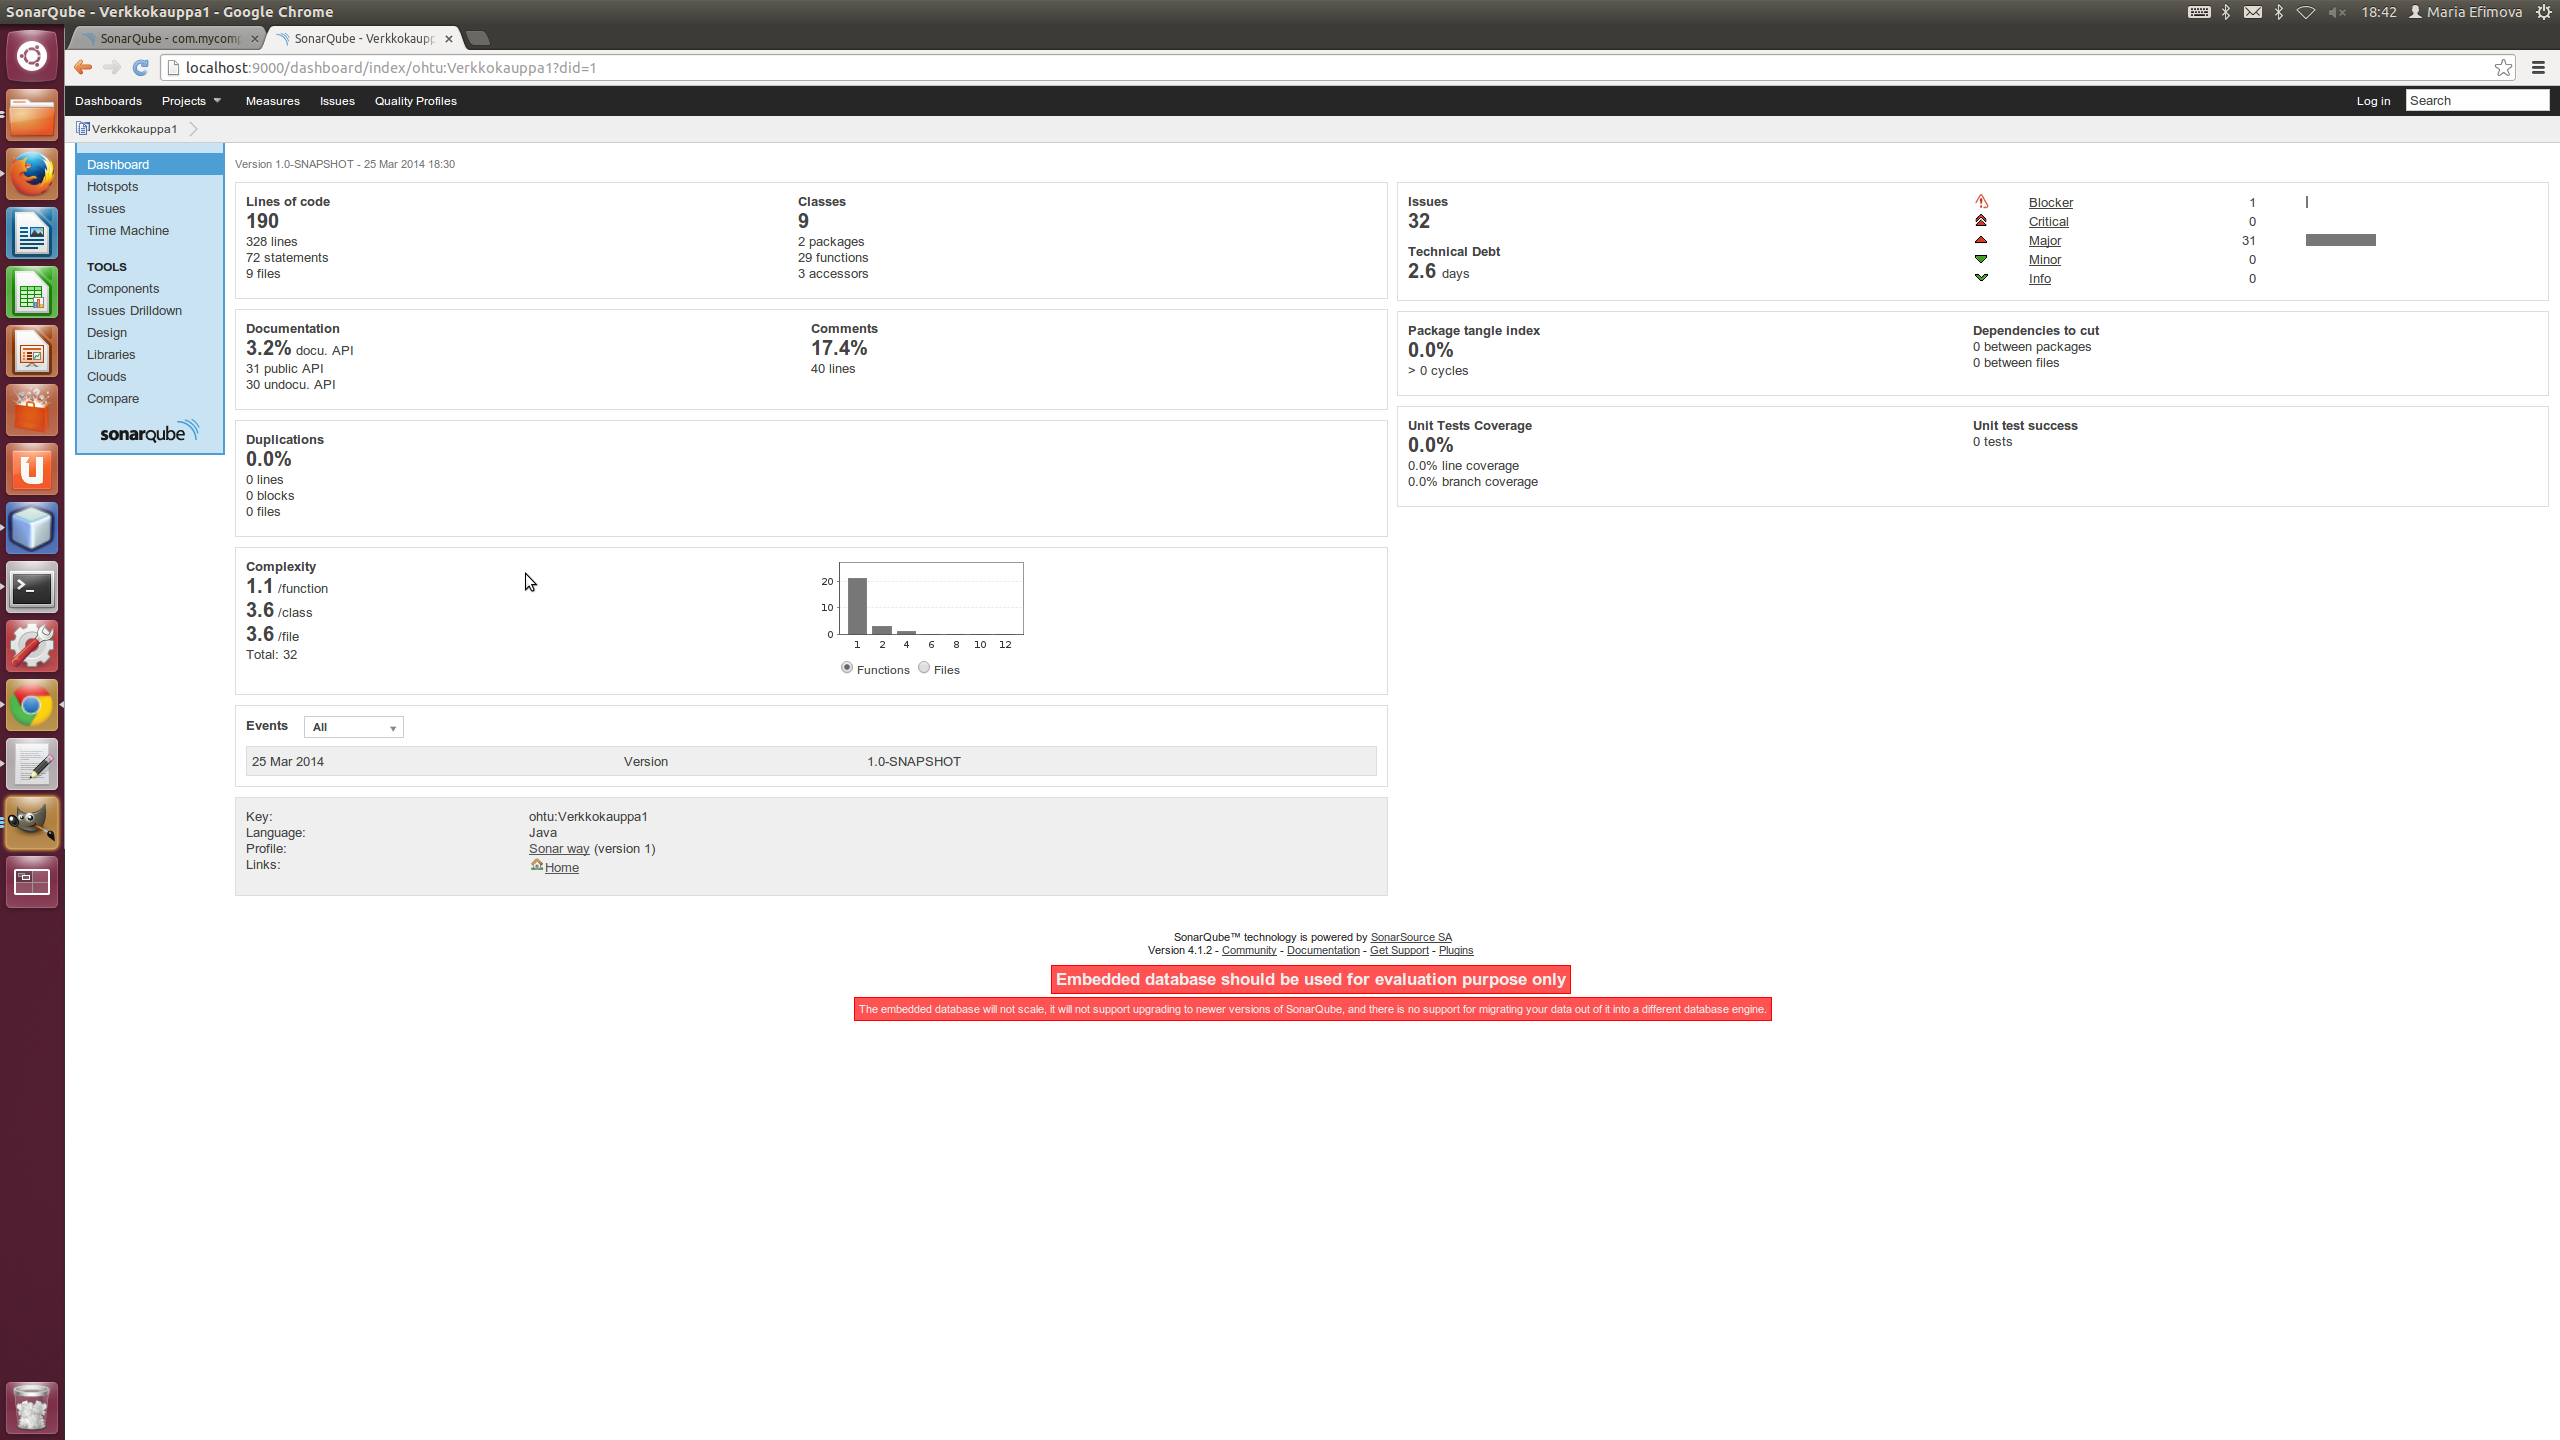 SonarQube - Verkkokauppa1 - Google Chrome
18:42 Maria Efimova
SonarQube - com.mycom
SonarQube - Verkkokaupp
localhost:9000/dashboard/index/ohtu:Verkkokauppa1?did=1
Dashboards Projects Measures Issues Quality Profiles Log in Search
Verkkokauppa1
Dashboard
Hotspots
Issues
Time Machine
TOOLS
Components
Issues Drilldown
Design
Libraries
Clouds
Compare
sonarqube
Version 1.0-SNAPSHOT - 25 Mar 2014 18:30
Lines of code
190
328 lines
72 statements
9 files
Classes
9
2 packages
29 functions
3 accessors
Documentation
3.2% docu. API
31 public API
30 undocu. API
Comments
17.4%
40 lines
Duplications
0.0%
0 lines
0 blocks
0 files
Complexity
1.1 /function
3.6 /class
3.6 /file
Total: 32
20
10
0
1 2 4 6 8 10 12
Functions Files
Events All
25 Mar 2014 Version 1.0-SNAPSHOT
Key: ohtu:Verkkokauppa1
Language: Java
Profile: Sonar way (version 1)
Links: Home
Issues
32
Technical Debt
2.6 days
Blocker 1
Critical 0
Major 31
Minor 0
Info 0
Package tangle index
0.0%
> 0 cycles
Dependencies to cut
0 between packages
0 between files
Unit Tests Coverage
0.0%
0.0% line coverage
0.0% branch coverage
Unit test success
0 tests
SonarQube™ technology is powered by SonarSource SA
Version 4.1.2 - Community - Documentation - Get Support - Plugins
Embedded database should be used for evaluation purpose only
The embedded database will not scale, it will not support upgrading to newer versions of SonarQube, and there is no support for migrating your data out of it into a different database engine.